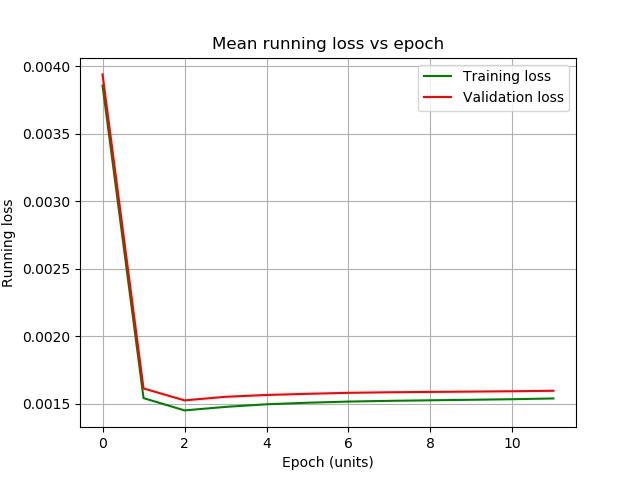 Mean running loss vs epoch
Training loss
Validation loss
0.0040
0.0035
0.0030
0.0025
0.0020
0.0015
Running loss
0 2 4 6 8 10
Epoch (units)